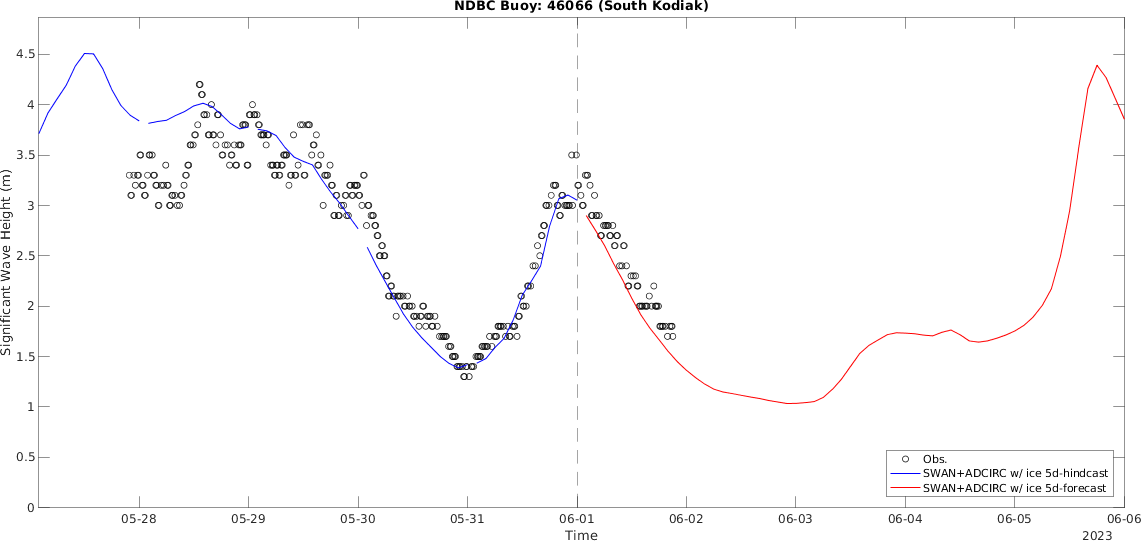 NDBC Buoy: 46066 (South Kodiak)
Significant Wave Height (m)
4.5
4
3.5
3
2.5
2
1.5
1
0.5
0
Obs.
SWAN+ADCIRC w/ ice 5d-hindcast
SWAN+ADCIRC w/ ice 5d-forecast
05-28 05-29 05-30 05-31 06-01 06-02 06-03 06-04 06-05 06-06
Time
2023